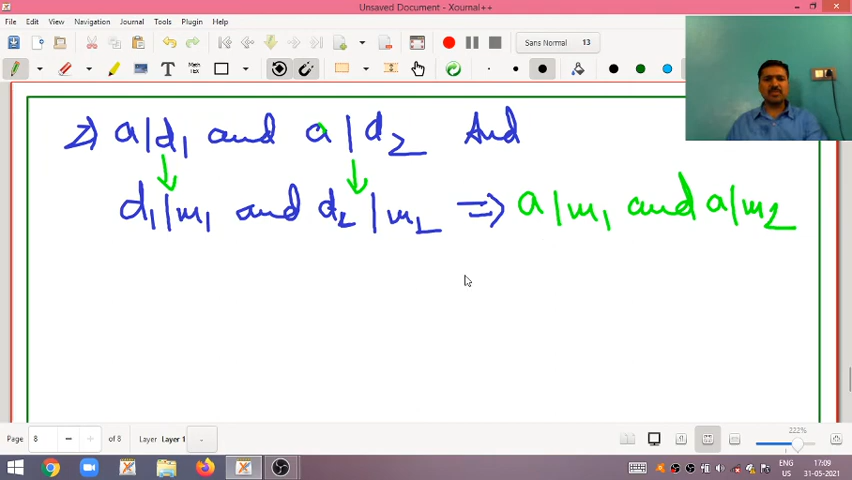 Unsaved Document - Xournal++
File Edit View Navigation Journal Tools Plugin Help
Sans Normal 13
⇒ a|d₁ and a|d₂ And
d₁|m₁ and d₂|m₂ ⇒ a|m₁ and a|m₂
Page 8 of 8 Layer Layer 1 222%
ENG 17:09
US 31-05-2021